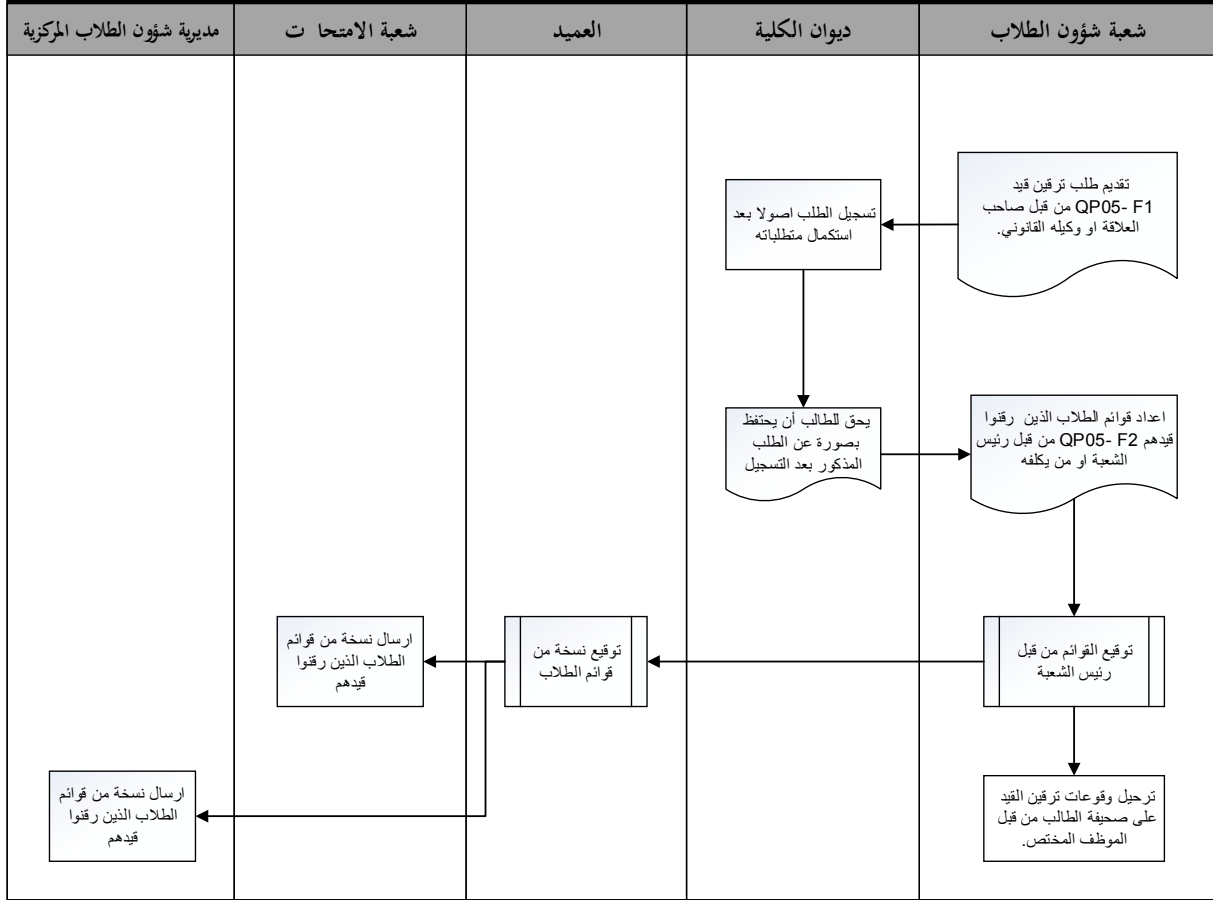 شعبة شؤون الطلاب
ديوان الكلية
العميد
شعبة الامتحا ت
مديرية شؤون الطلاب المركزية
تقديم طلب ترقين قيد
QP05- F1 من قبل صاحب
العلاقة او وكيله القانوني.
تسجيل الطلب اصولا بعد
استكمال متطلباته
يحق للطالب أن يحتفظ
بصورة عن الطلب
المذكور بعد التسجيل
اعداد قوائم الطلاب الذين رقنوا
قيدهم QP05- F2 من قبل رئيس
الشعبة او من يكلفه
توقيع القوائم من قبل
رئيس الشعبة
توقيع نسخة من
قوائم الطلاب
ارسال نسخة من قوائم
الطلاب الذين رقنوا
قيدهم
ارسال نسخة من قوائم
الطلاب الذين رقنوا
قيدهم
ترحيل وقوعات ترقين القيد
على صحيفة الطالب من قبل
الموظف المختص.